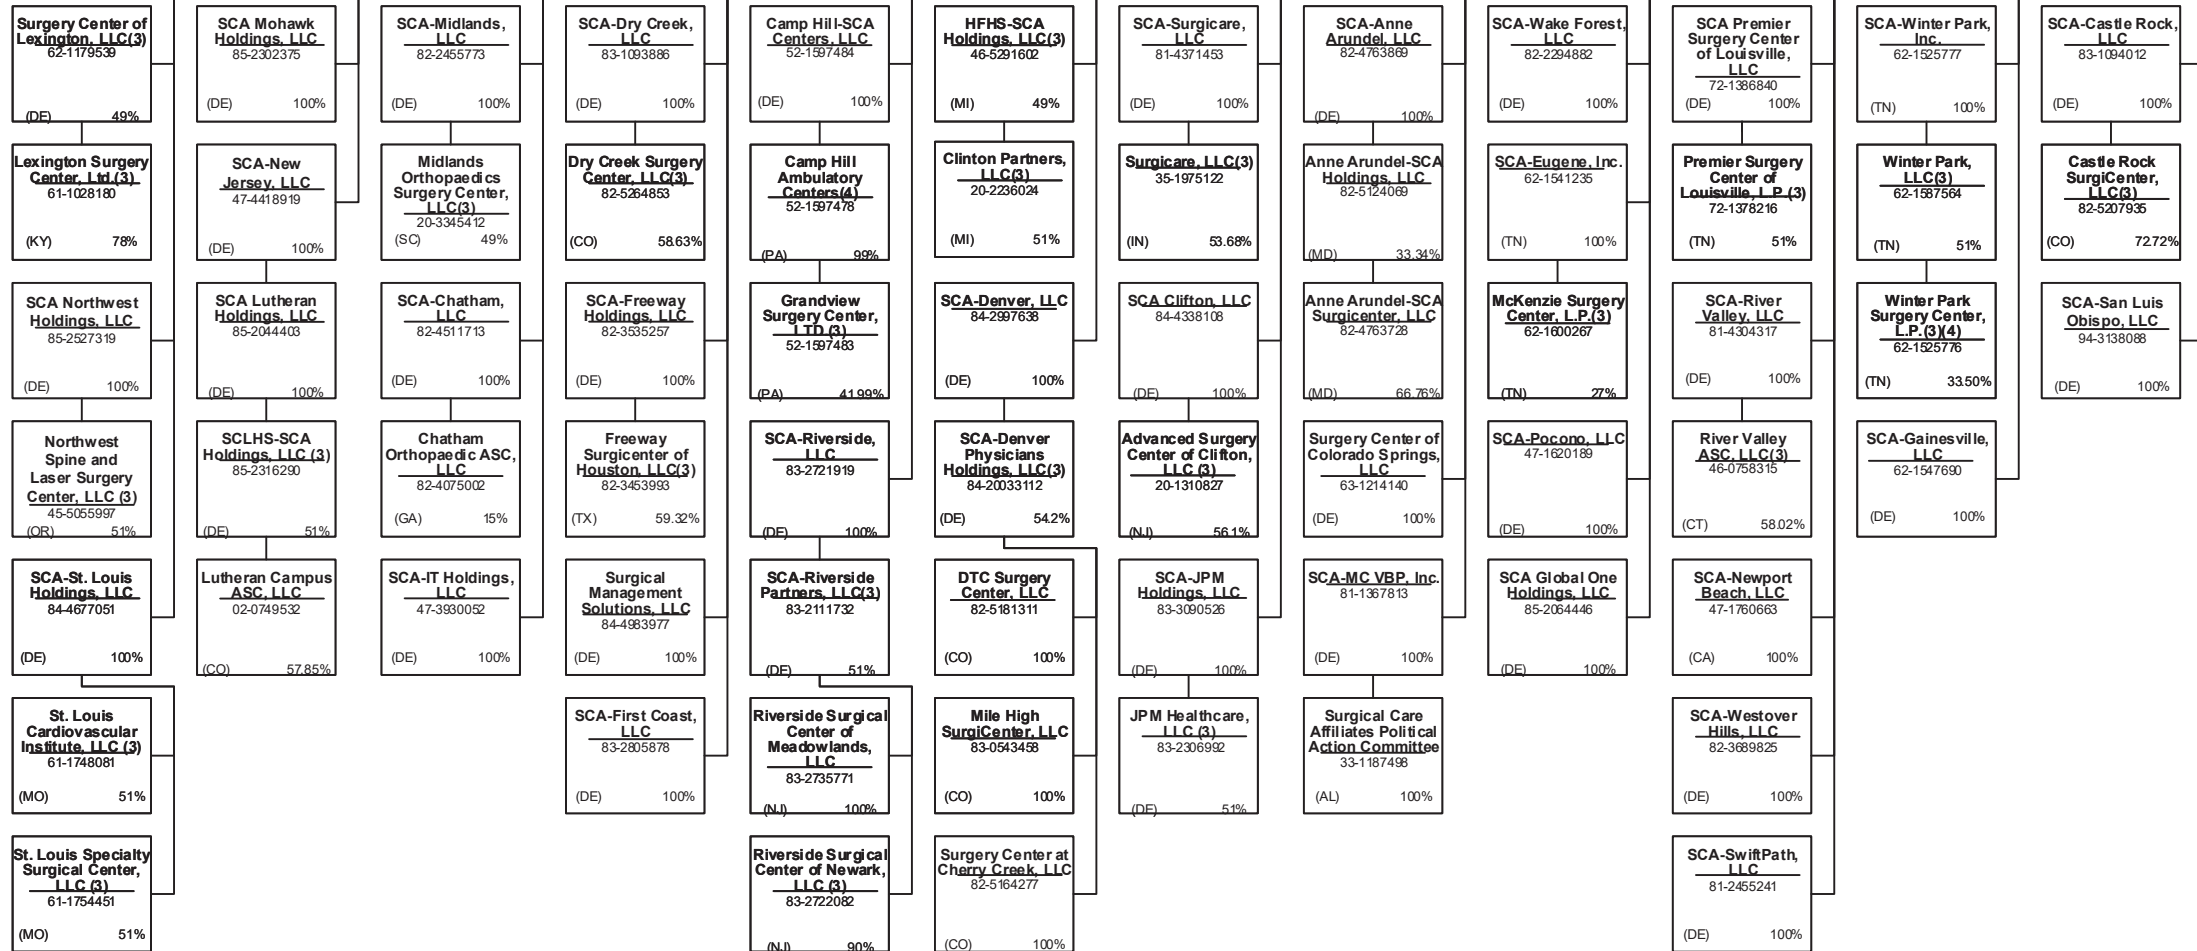 Surgery Center of
Lexington, LLC(3)
62-1179539
(DE) 49%
Lexington Surgery
Center, Ltd.(3)
61-1028180
(KY) 78%
SCA Northwest
Holdings, LLC
85-2527319
(DE) 100%
Northwest
Spine and
Laser Surgery
Center, LLC (3)
45-5055997
(OR) 51%
SCA-St. Louis
Holdings, LLC
84-4677051
(DE) 100%
St. Louis
Cardiovascular
Institute, LLC (3)
61-1748081
(MO) 51%
St. Louis Specialty
Surgical Center,
LLC (3)
61-1754451
(MO) 51%
SCA Mohawk
Holdings, LLC
85-2302375
(DE) 100%
SCA-New
Jersey, LLC
47-4418919
(DE) 100%
SCA Lutheran
Holdings, LLC
85-2044403
(DE) 100%
SCLHS-SCA
Holdings, LLC (3)
85-2316290
(DE) 51%
Lutheran Campus
ASC, LLC
02-0749532
(CO) 57.85%
SCA-Midlands,
LLC
82-2455773
(DE) 100%
Midlands
Orthopaedics
Surgery Center,
LLC(3)
20-3345412
(SC) 49%
SCA-Chatham,
LLC
82-4511713
(DE) 100%
Chatham
Orthopaedic ASC,
LLC
82-4075002
(GA) 15%
SCA-IT Holdings,
LLC
47-3930052
(DE) 100%
SCA-Dry Creek,
LLC
83-1093886
(DE) 100%
Dry Creek Surgery
Center, LLC(3)
82-5264853
(CO) 58.63%
SCA-Freeway
Holdings, LLC
82-3535257
(DE) 100%
Freeway
Surgicenter of
Houston, LLC(3)
82-3453993
(TX) 59.32%
Surgical
Management
Solutions, LLC
84-4983977
(DE) 100%
SCA-First Coast,
LLC
83-2805878
(DE) 100%
Camp Hill-SCA
Centers, LLC
52-1597484
(DE) 100%
Camp Hill
Ambulatory
Centers(4)
52-1597478
(PA) 99%
Grandview
Surgery Center,
LTD (3)
52-1597483
(PA) 41.99%
SCA-Riverside,
LLC
83-2721919
(DE) 100%
SCA-Riverside
Partners, LLC(3)
83-2111732
(DE) 51%
Riverside Surgical
Center of
Meadowlands,
LLC
83-2735771
(NJ) 100%
Riverside Surgical
Center of Newark,
LLC (3)
83-2722082
(NJ) 90%
HFHS-SCA
Holdings, LLC(3)
46-5291602
(MI) 49%
Clinton Partners,
LLC(3)
20-2236024
(MI) 51%
SCA-Denver, LLC
84-2997638
(DE) 100%
SCA-Denver
Physicians
Holdings, LLC(3)
84-20033112
(DE) 54.2%
DTC Surgery
Center, LLC
82-5181311
(CO) 100%
Mile High
SurgiCenter, LLC
83-0543458
(CO) 100%
Surgery Center at
Cherry Creek, LLC
82-5164277
(CO) 100%
SCA-Surgicare,
LLC
81-4371453
(DE) 100%
Surgicare, LLC(3)
35-1975122
(IN) 53.68%
SCA Clifton, LLC
84-4338108
(DE) 100%
Advanced Surgery
Center of Clifton,
LLC (3)
20-1310827
(NJ) 56.1%
SCA-JPM
Holdings, LLC
83-3090526
(DE) 100%
JPM Healthcare,
LLC (3)
83-2306992
(DE) 51%
SCA-Anne
Arundel, LLC
82-4763869
(DE) 100%
Anne Arundel-SCA
Holdings, LLC
82-5124069
(MD) 33.34%
Anne Arundel-SCA
Surgicenter, LLC
82-4763728
(MD) 66.76%
Surgery Center of
Colorado Springs,
LLC
63-1214140
(DE) 100%
SCA-MC VBP, Inc.
81-1367813
(DE) 100%
Surgical Care
Affiliates Political
Action Committee
33-1187498
(AL) 100%
SCA-Wake Forest,
LLC
82-2294882
(DE) 100%
SCA-Eugene, Inc.
62-1541235
(TN) 100%
McKenzie Surgery
Center, L.P.(3)
62-1600267
(TN) 27%
SCA-Pocono, LLC
47-1620189
(DE) 100%
SCA Global One
Holdings, LLC
85-2064446
(DE) 100%
SCA Premier
Surgery Center
of Louisville,
LLC
72-1386840
(DE) 100%
Premier Surgery
Center of
Louisville, L.P.(3)
72-1378216
(TN) 51%
SCA-River
Valley, LLC
81-4304317
(DE) 100%
River Valley
ASC, LLC(3)
46-0758315
(CT) 58.02%
SCA-Newport
Beach, LLC
47-1760663
(CA) 100%
SCA-Westover
Hills, LLC
82-3689825
(DE) 100%
SCA-SwiftPath,
LLC
81-2455241
(DE) 100%
SCA-Winter Park,
Inc.
62-1525777
(TN) 100%
Winter Park,
LLC(3)
62-1587564
(TN) 51%
Winter Park
Surgery Center,
L.P.(3)(4)
62-1525776
(TN) 33.50%
SCA-Gainesville,
LLC
62-1547690
(DE) 100%
SCA-Castle Rock,
LLC
83-1094012
(DE) 100%
Castle Rock
SurgiCenter,
LLC(3)
82-5207935
(CO) 72.72%
SCA-San Luis
Obispo, LLC
94-3138088
(DE) 100%